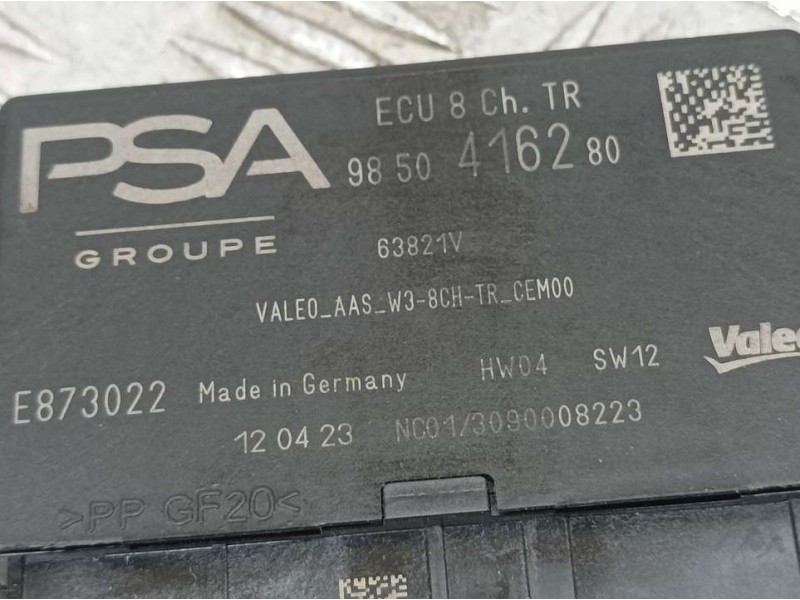 PSA
GROUPE
ECU 8 Ch. TR
98 50 4162 80
63821V
VALEO_AAS_W3-8CH-TR_CEM00
E873022 Made in Germany HW04 SW12 Valeo
12 04 23 NC01/3090008223
>PP GF20<